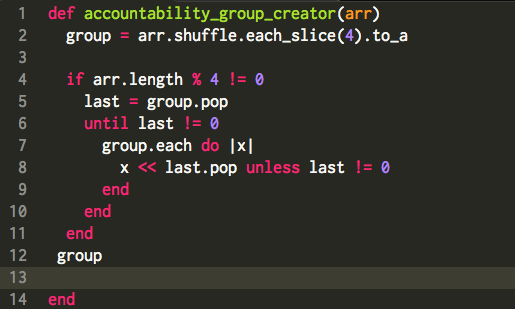 1 def accountability_group_creator(arr)
2   group = arr.shuffle.each_slice(4).to_a
3
4   if arr.length % 4 != 0
5     last = group.pop
6     until last != 0
7       group.each do |x|
8         x << last.pop unless last != 0
9       end
10     end
11   end
12  group
13
14 end